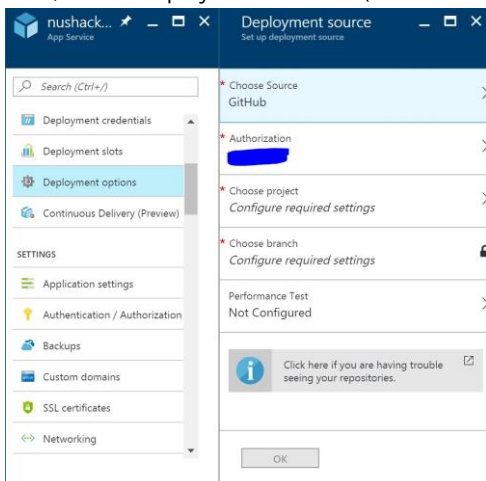 nushack...
App Service
Search (Ctrl+/)
Deployment credentials
Deployment slots
Deployment options
Continuous Delivery (Preview)
SETTINGS
Application settings
Authentication / Authorization
Backups
Custom domains
SSL certificates
Networking
Deployment source
Set up deployment source
* Choose Source
GitHub
* Authorization
* Choose project
Configure required settings
* Choose branch
Configure required settings
Performance Test
Not Configured
Click here if you are having trouble
seeing your repositories.
OK